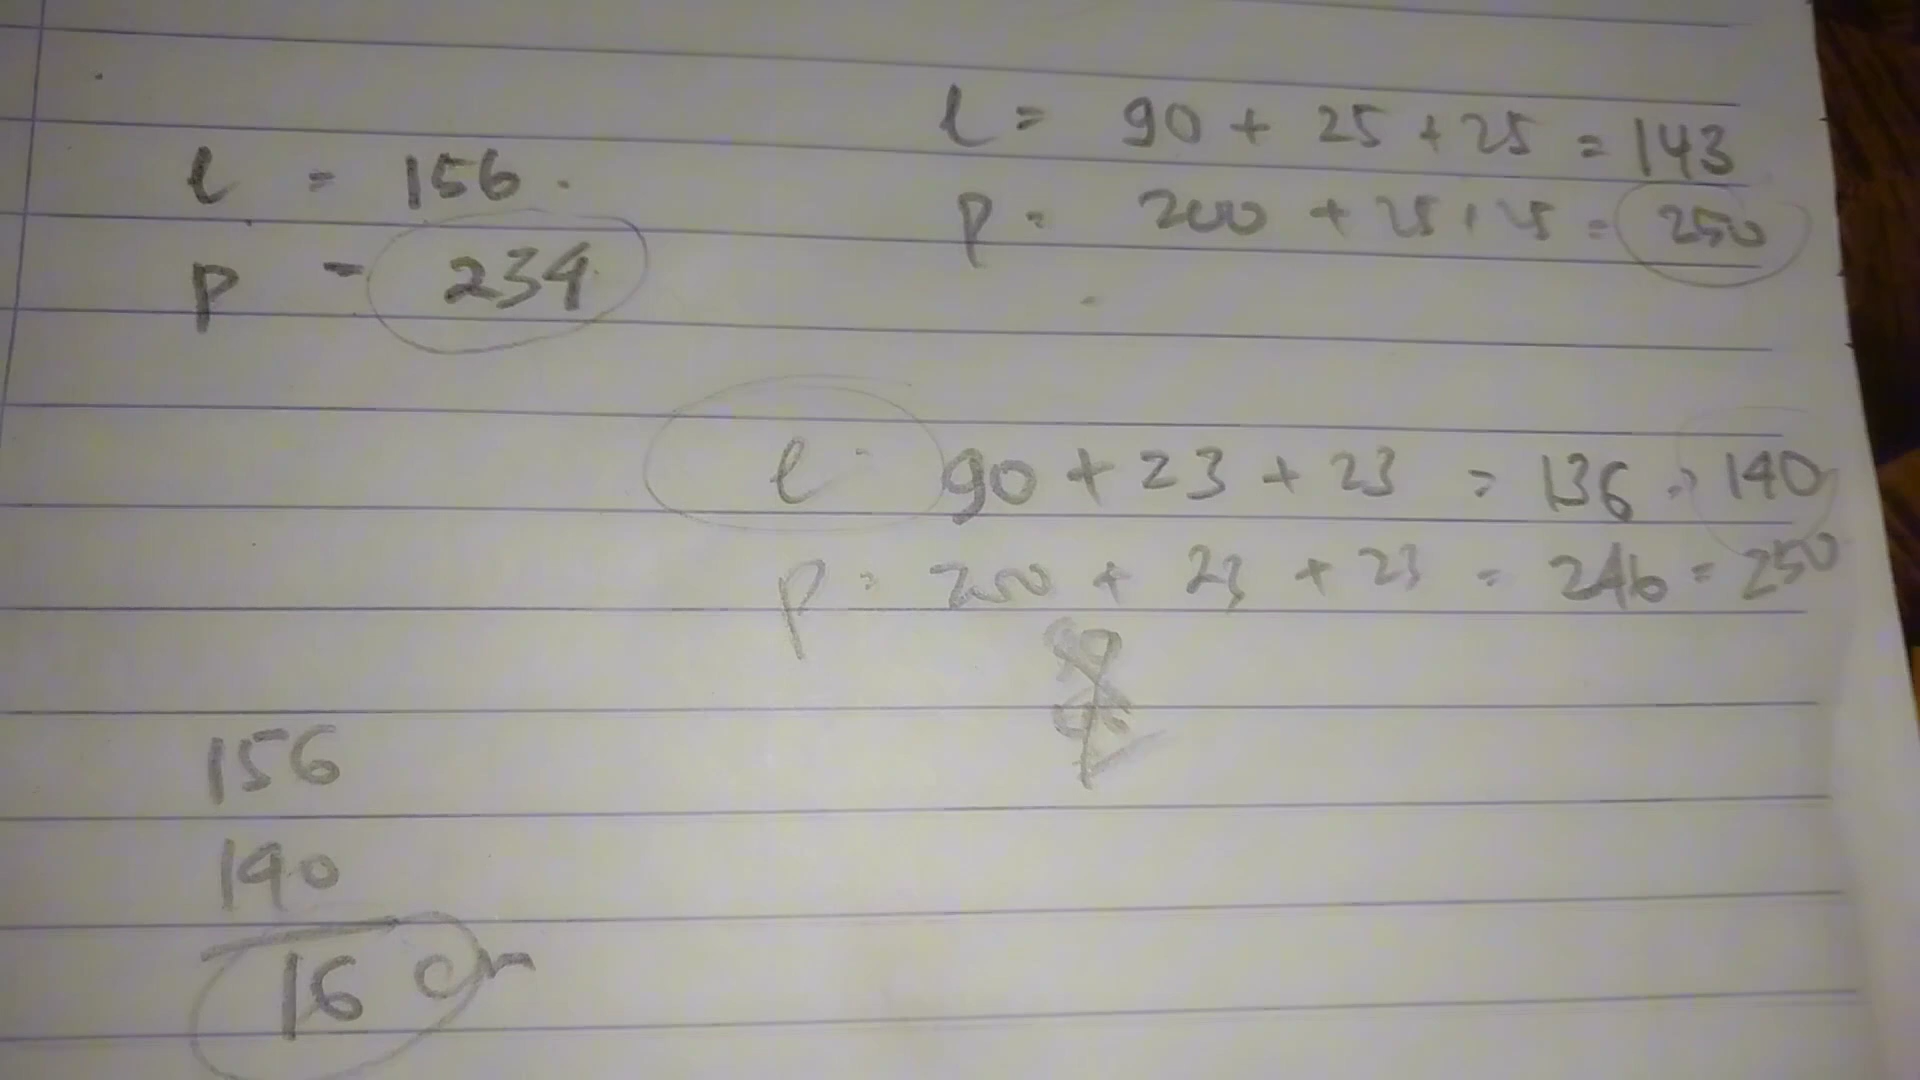 l = 156.
p = 234
l = 90 + 25 + 25 = 143
p = 200 + 25 + 25 = 250
l 90 + 23 + 23 = 136 = 140
p = 200 + 23 + 23 = 246 = 250
156
140
16 cm